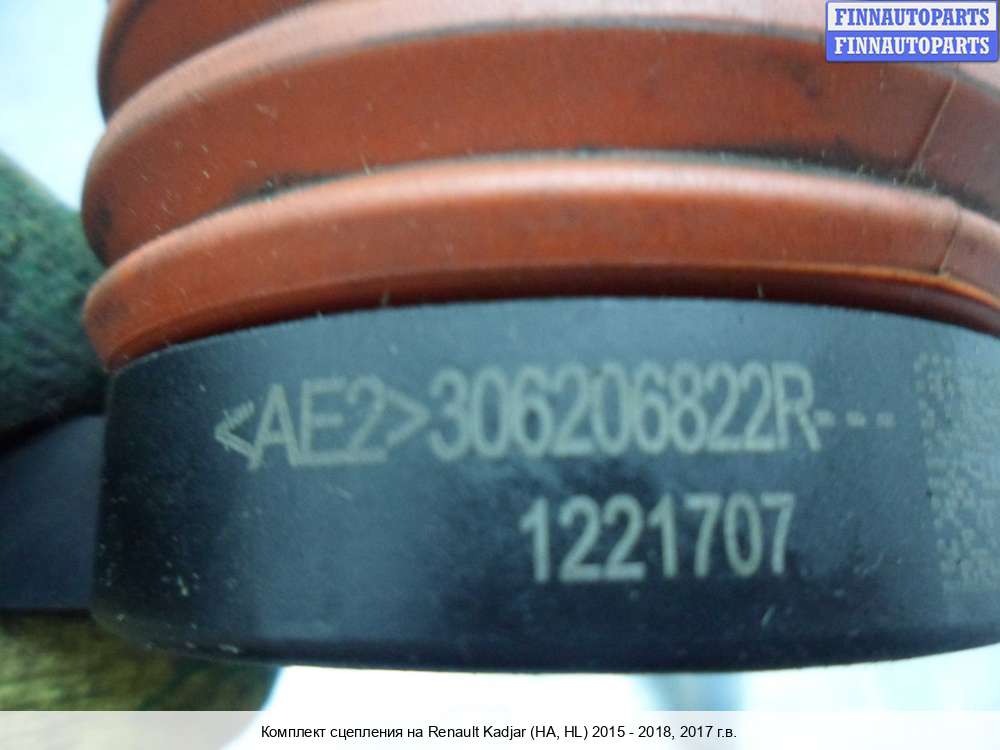 FINNAUTOPARTS
FINNAUTOPARTS
<AE2>306206822R---
1221707
Комплект сцепления на Renault Kadjar (HA, HL) 2015 - 2018, 2017 г.в.